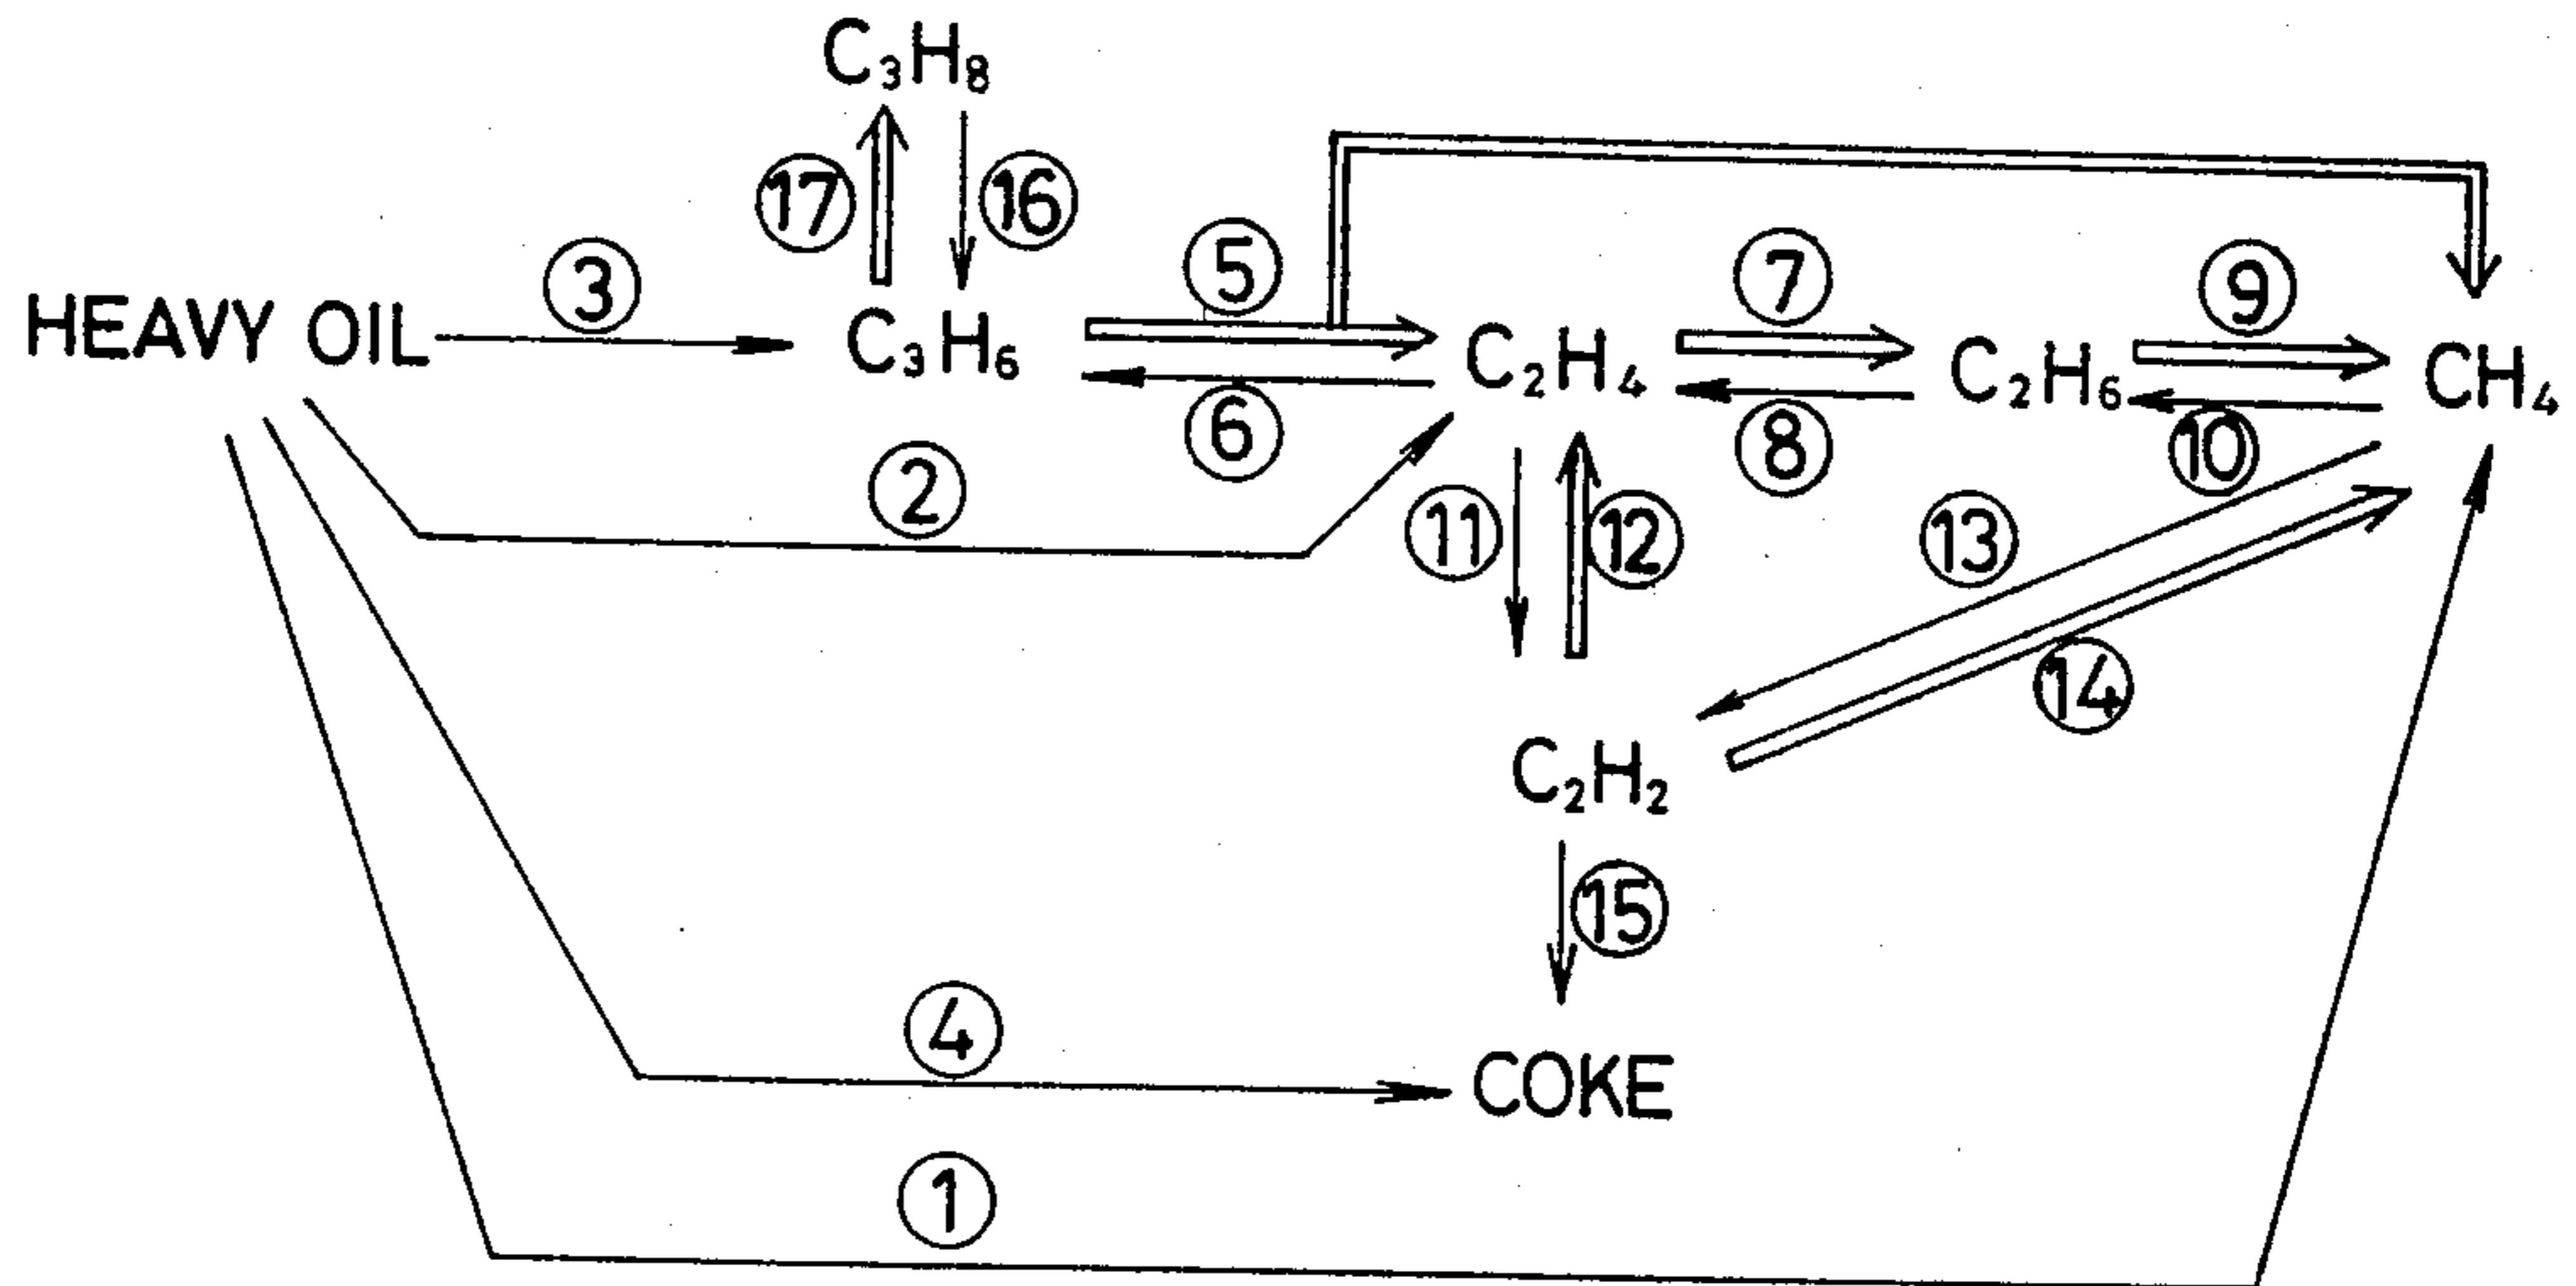 C₃H₈
⑰ ⑯
③ ⑤ ⑦ ⑨
HEAVY OIL C₃H₆ C₂H₄ C₂H₆ CH₄
⑥ ⑧ ⑩
②
⑪ ⑫ ⑬
⑭
C₂H₂
⑮
④
COKE
①